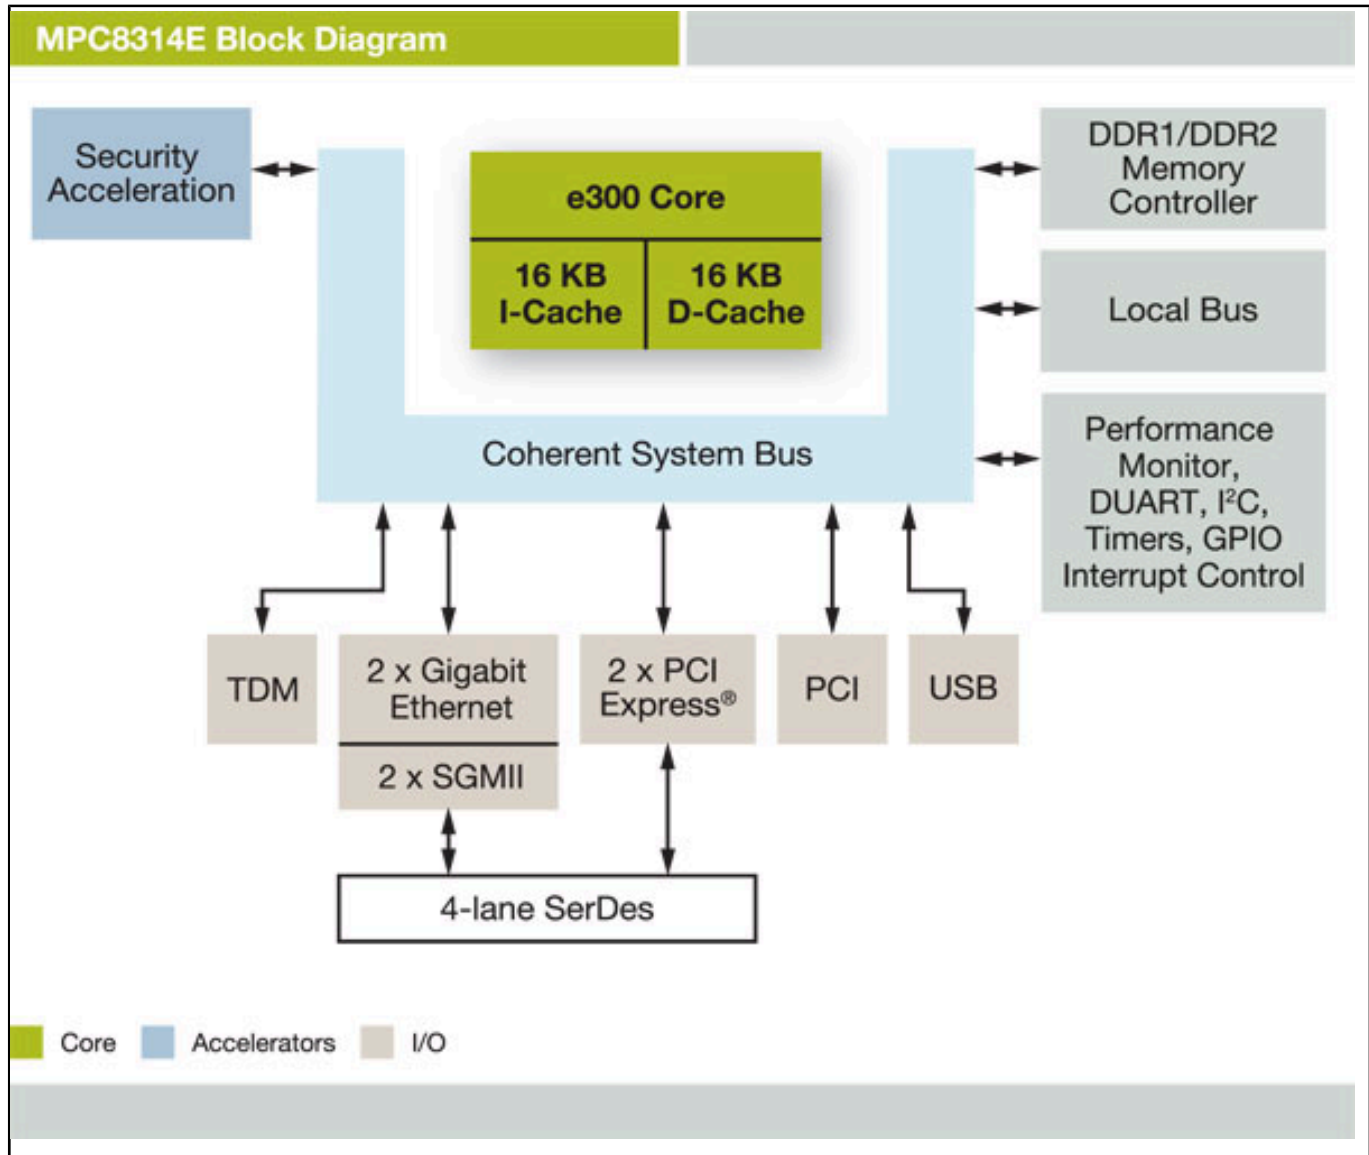 MPC8314E Block Diagram
Security
Acceleration
e300 Core
16 KB
I-Cache
16 KB
D-Cache
DDR1/DDR2
Memory
Controller
Local Bus
Coherent System Bus
Performance
Monitor,
DUART, I²C,
Timers, GPIO
Interrupt Control
TDM
2 x Gigabit
Ethernet
2 x SGMII
2 x PCI
Express®
PCI
USB
4-lane SerDes
Core
Accelerators
I/O